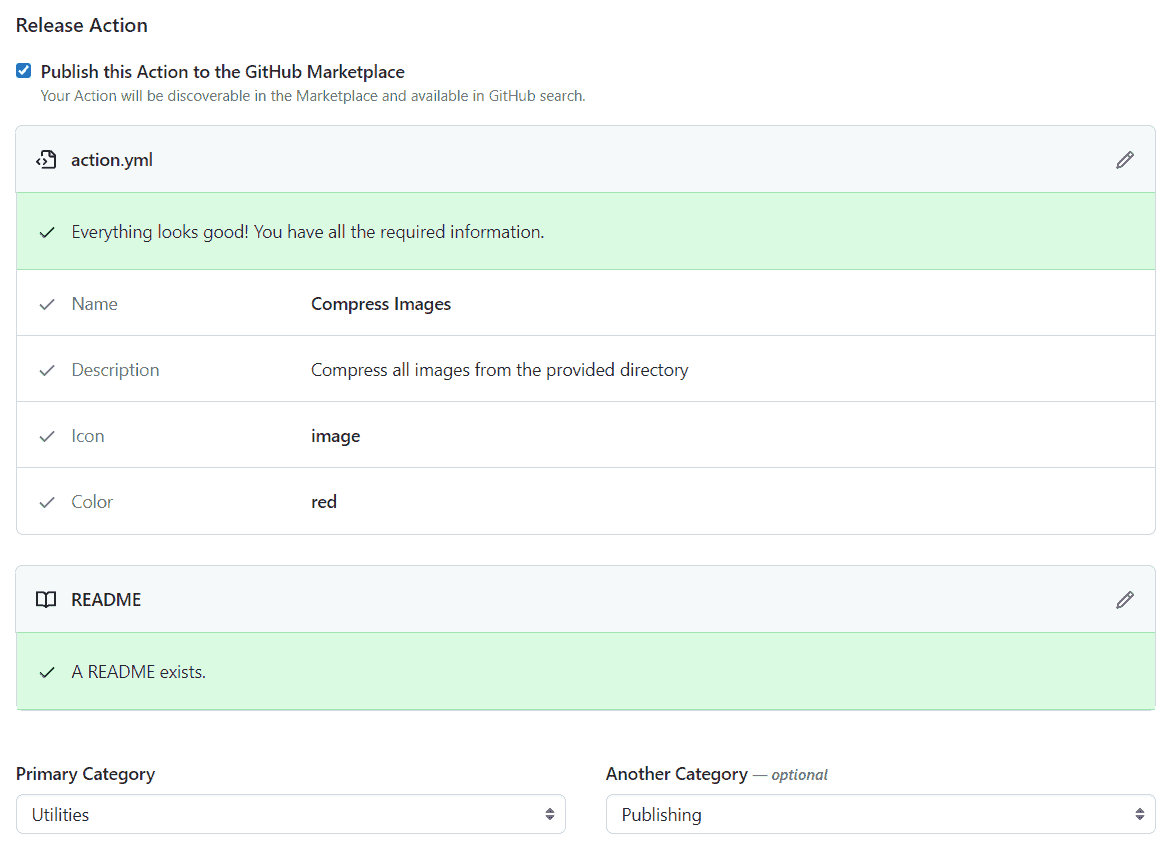 Release Action
Publish this Action to the GitHub Marketplace
Your Action will be discoverable in the Marketplace and available in GitHub search.
action.yml
Everything looks good! You have all the required information.
Name Compress Images
Description Compress all images from the provided directory
Icon image
Color red
README
A README exists.
Primary Category Another Category — optional
Utilities Publishing